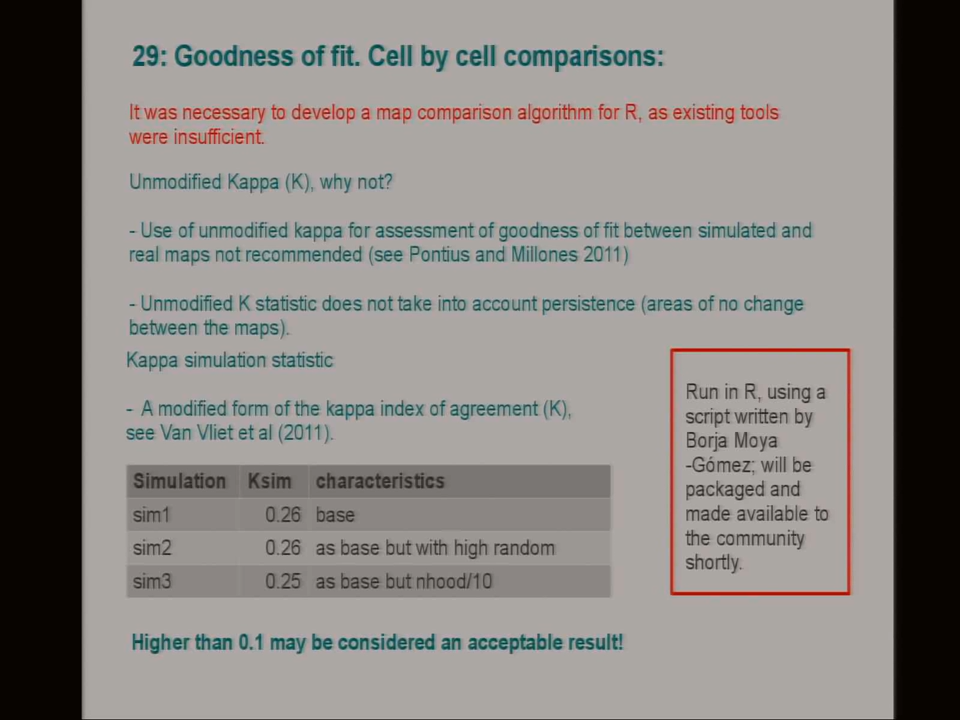 29: Goodness of fit. Cell by cell comparisons:
It was necessary to develop a map comparison algorithm for R, as existing tools
were insufficient.
Unmodified Kappa (K), why not?
- Use of unmodified kappa for assessment of goodness of fit between simulated and
real maps not recommended (see Pontius and Millones 2011)
- Unmodified K statistic does not take into account persistence (areas of no change
between the maps).
Kappa simulation statistic
- A modified form of the kappa index of agreement (K),
see Van Vliet et al (2011).
Simulation Ksim characteristics
sim1 0.26 base
sim2 0.26 as base but with high random
sim3 0.25 as base but nhood/10
Run in R, using a
script written by
Borja Moya
-Gómez; will be
packaged and
made available to
the community
shortly.
Higher than 0.1 may be considered an acceptable result!